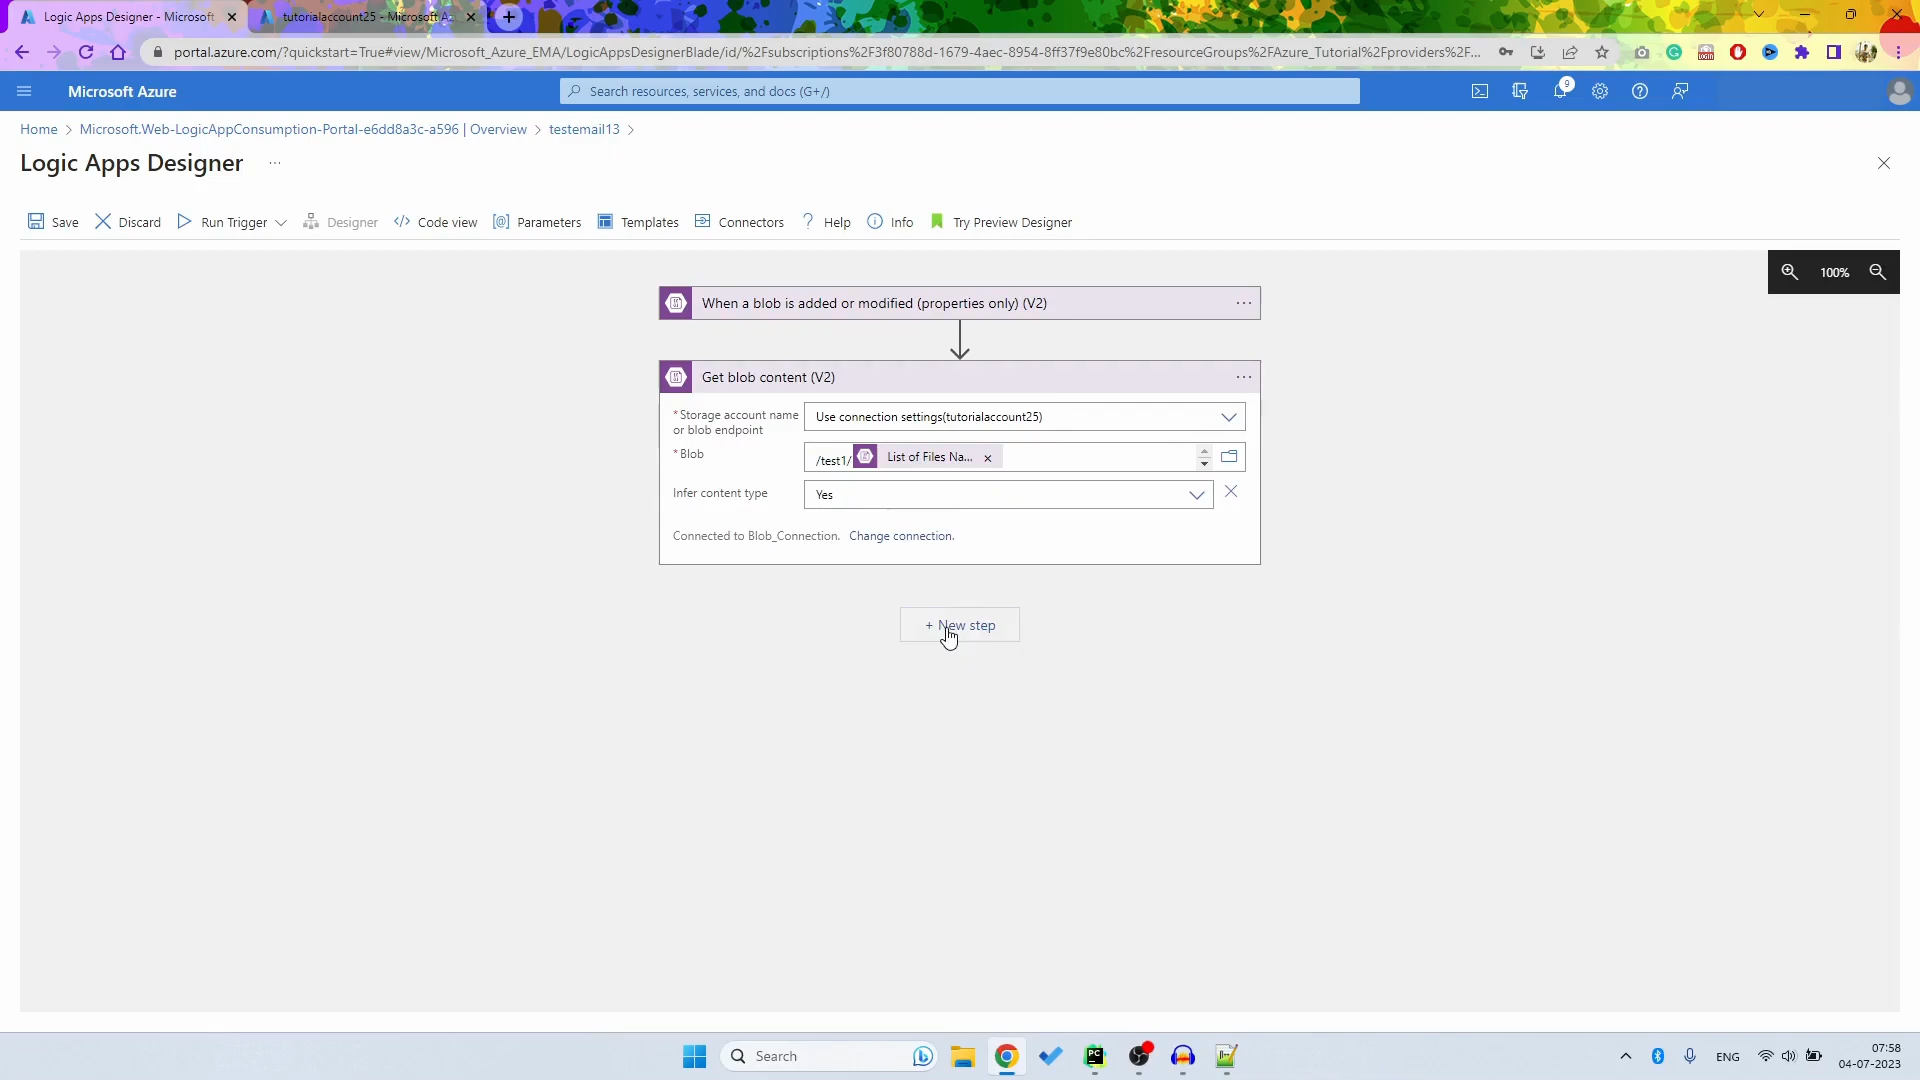 Logic Apps Designer - Microsoft
tutorialaccount25 - Microsoft Az
portal.azure.com/?quickstart=True#view/Microsoft_Azure_EMA/LogicAppsDesignerBlade/id/%2Fsubscriptions%2F3f80788d-1679-4aec-8954-8ff37f9e80bc%2FresourceGroups%2FAzure_Tutorial%2Fproviders%2F...
Microsoft Azure
Search resources, services, and docs (G+/)
9
Home > Microsoft.Web-LogicAppConsumption-Portal-e6dd8a3c-a596 | Overview > testemail13 >
Logic Apps Designer ...
Save Discard Run Trigger Designer Code view Parameters Templates Connectors Help Info Try Preview Designer
100%
When a blob is added or modified (properties only) (V2) ...
Get blob content (V2) ...
*Storage account name or blob endpoint
Use connection settings(tutorialaccount25)
*Blob
/test1/ List of Files Na... ×
Infer content type
Yes
Connected to Blob_Connection. Change connection.
+ New step
Search
ENG
07:58
04-07-2023